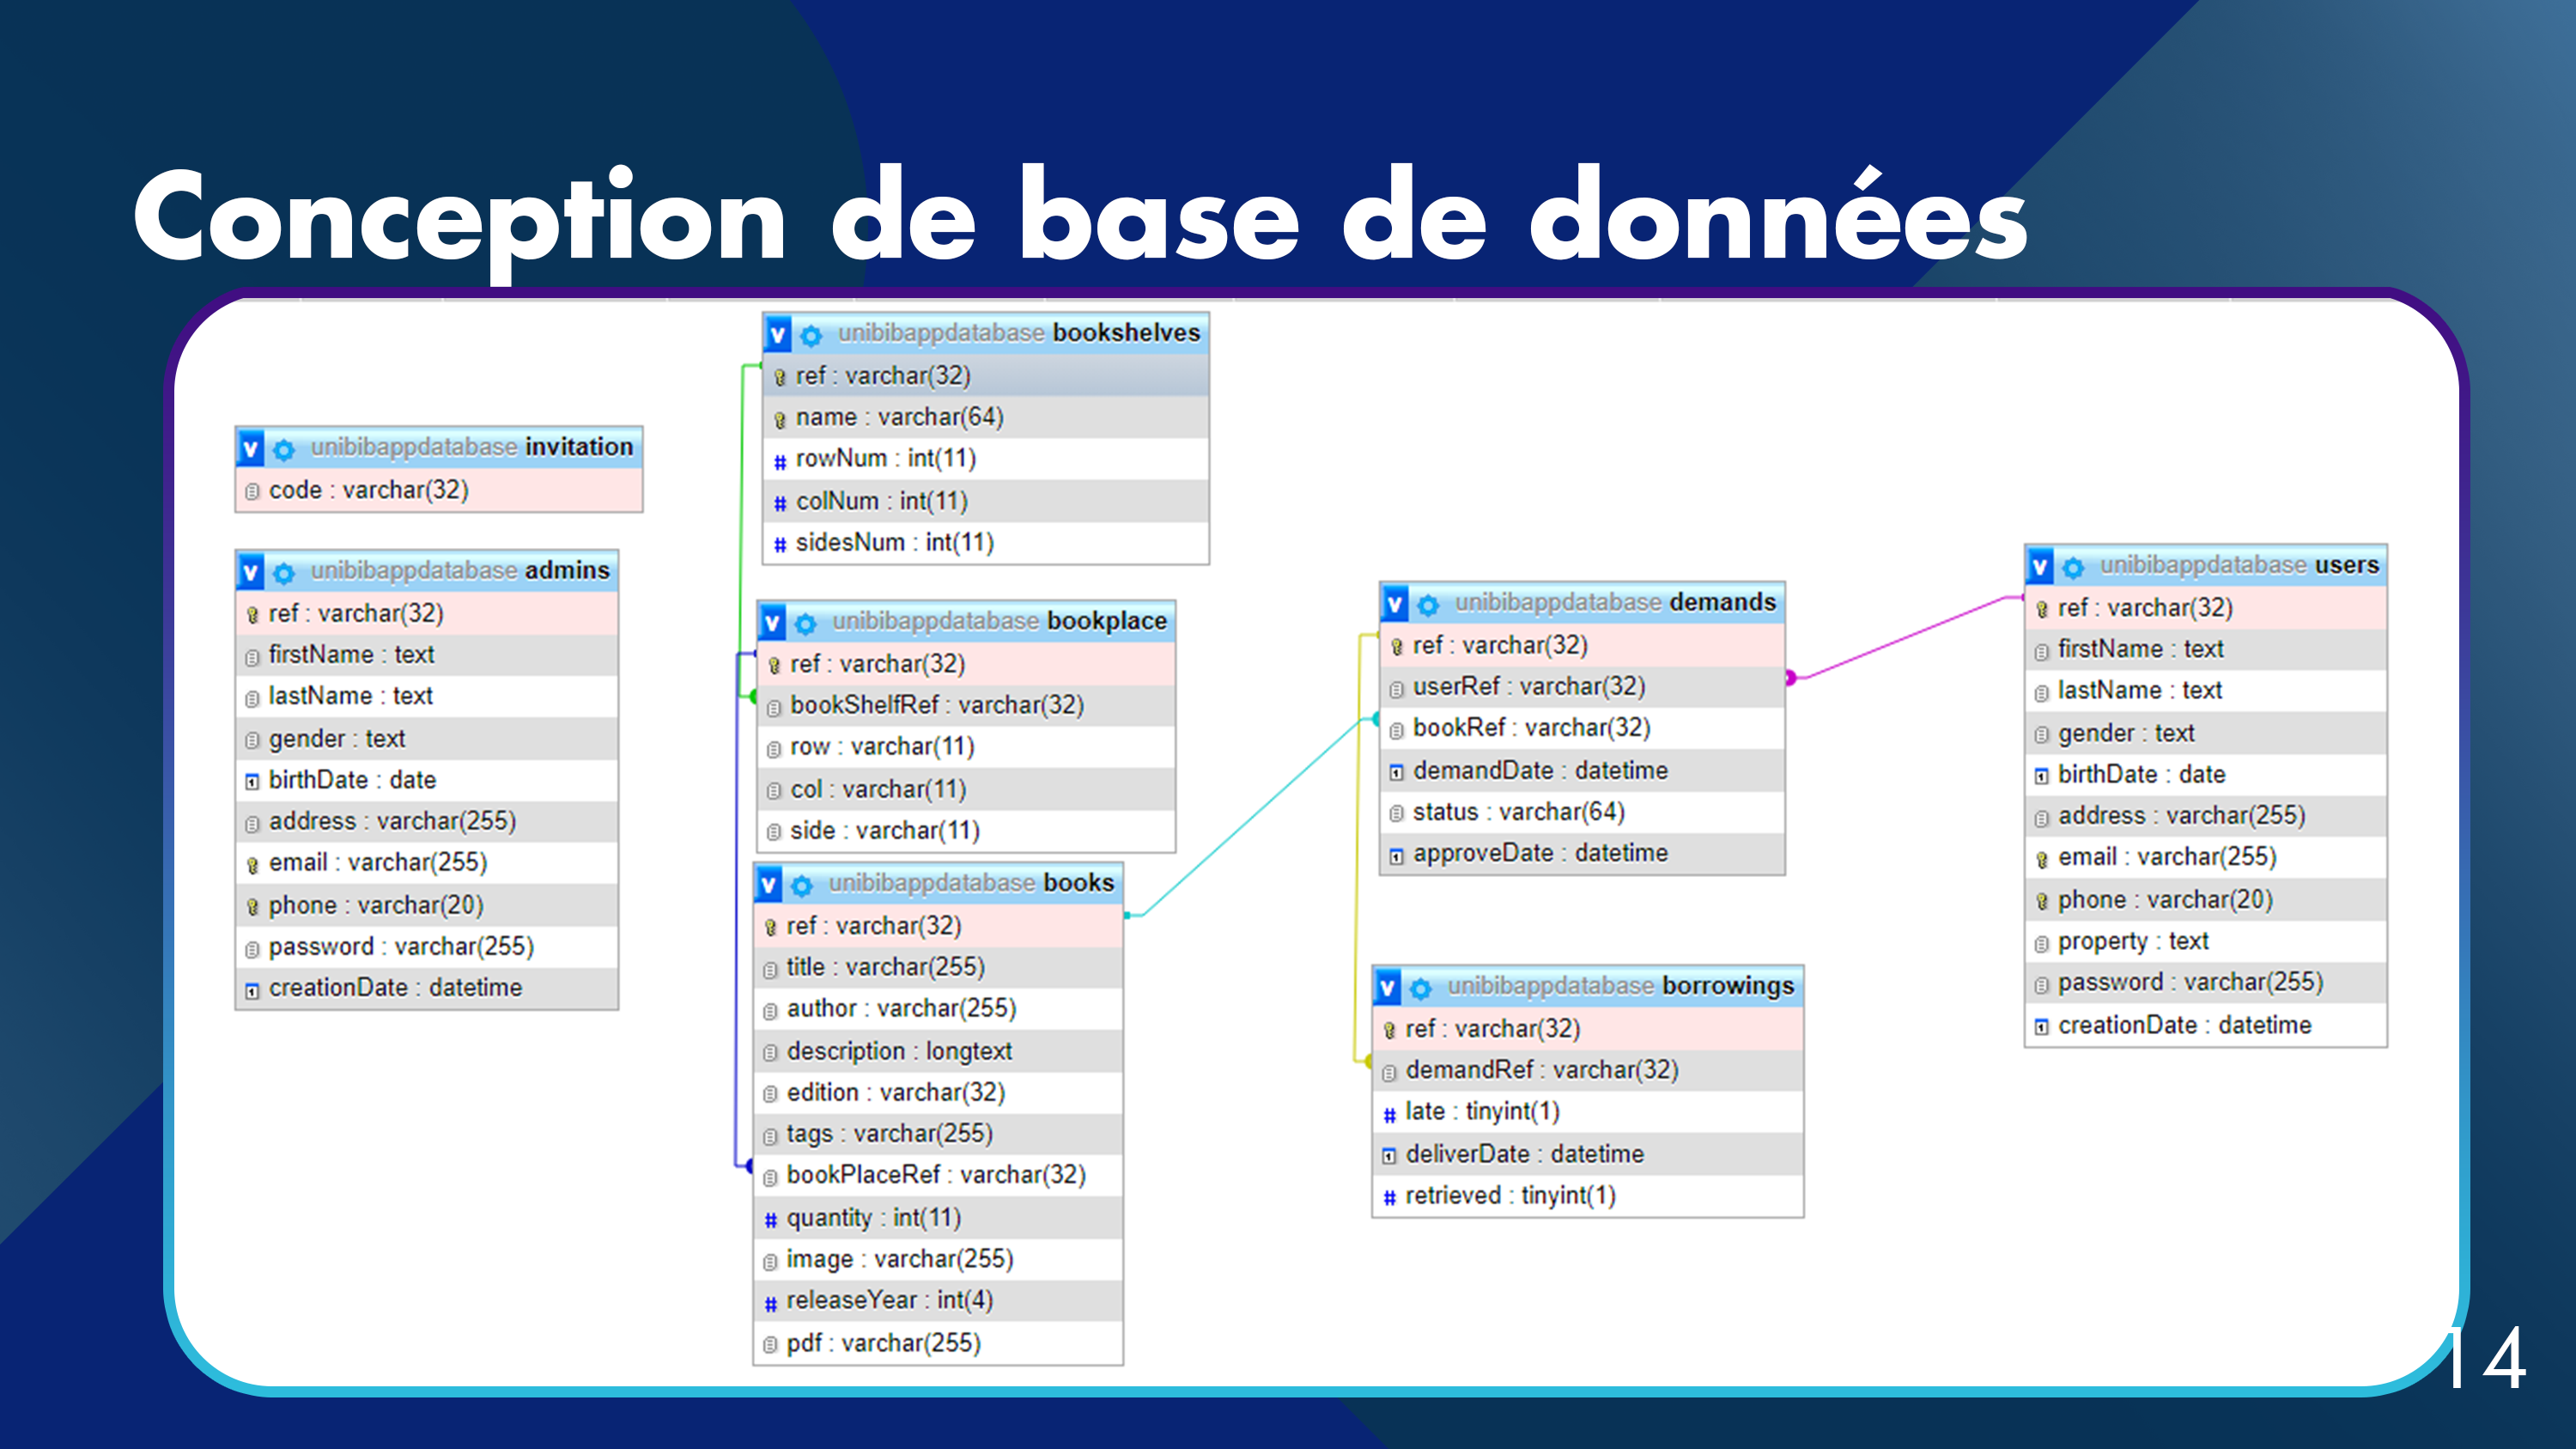 Conception de base de données
unibibappdatabase invitation
code : varchar(32)
unibibappdatabase admins
ref : varchar(32)
firstName : text
lastName : text
gender : text
birthDate : date
address : varchar(255)
email : varchar(255)
phone : varchar(20)
password : varchar(255)
creationDate : datetime
unibibappdatabase bookshelves
ref : varchar(32)
name : varchar(64)
rowNum : int(11)
colNum : int(11)
sidesNum : int(11)
unibibappdatabase bookplace
ref : varchar(32)
bookShelfRef : varchar(32)
row : varchar(11)
col : varchar(11)
side : varchar(11)
unibibappdatabase books
ref : varchar(32)
title : varchar(255)
author : varchar(255)
description : longtext
edition : varchar(32)
tags : varchar(255)
bookPlaceRef : varchar(32)
quantity : int(11)
image : varchar(255)
releaseYear : int(4)
pdf : varchar(255)
unibibappdatabase demands
ref : varchar(32)
userRef : varchar(32)
bookRef : varchar(32)
demandDate : datetime
status : varchar(64)
approveDate : datetime
unibibappdatabase borrowings
ref : varchar(32)
demandRef : varchar(32)
late : tinyint(1)
deliverDate : datetime
retrieved : tinyint(1)
unibibappdatabase users
ref : varchar(32)
firstName : text
lastName : text
gender : text
birthDate : date
address : varchar(255)
email : varchar(255)
phone : varchar(20)
property : text
password : varchar(255)
creationDate : datetime
14